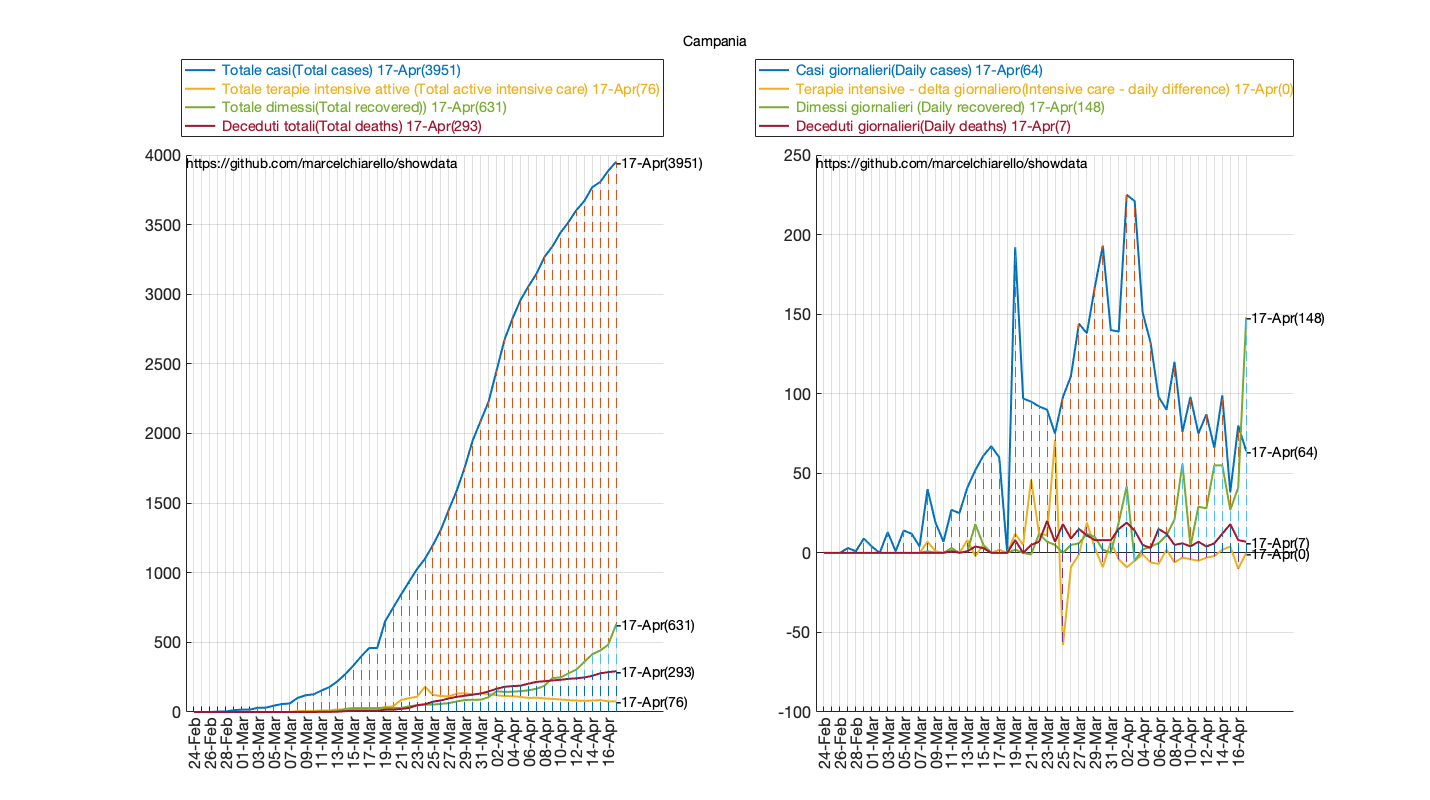 Campania
Totale casi(Total cases) 17-Apr(3951)
Totale terapie intensive attive (Total active intensive care) 17-Apr(76)
Totale dimessi(Total recovered)) 17-Apr(631)
Deceduti totali(Total deaths) 17-Apr(293)
https://github.com/marcelchiarello/showdata
4000
3500
3000
2500
2000
1500
1000
500
0
17-Apr(3951)
17-Apr(631)
17-Apr(293)
17-Apr(76)
24-Feb
26-Feb
28-Feb
01-Mar
03-Mar
05-Mar
07-Mar
09-Mar
11-Mar
13-Mar
15-Mar
17-Mar
19-Mar
21-Mar
23-Mar
25-Mar
27-Mar
29-Mar
31-Mar
02-Apr
04-Apr
06-Apr
08-Apr
10-Apr
12-Apr
14-Apr
16-Apr
Casi giornalieri(Daily cases) 17-Apr(64)
Terapie intensive - delta giornaliero(Intensive care - daily difference) 17-Apr(0)
Dimessi giornalieri (Daily recovered) 17-Apr(148)
Deceduti giornalieri(Daily deaths) 17-Apr(7)
https://github.com/marcelchiarello/showdata
250
200
150
100
50
0
-50
-100
17-Apr(148)
17-Apr(64)
17-Apr(7)
17-Apr(0)
24-Feb
26-Feb
28-Feb
01-Mar
03-Mar
05-Mar
07-Mar
09-Mar
11-Mar
13-Mar
15-Mar
17-Mar
19-Mar
21-Mar
23-Mar
25-Mar
27-Mar
29-Mar
31-Mar
02-Apr
04-Apr
06-Apr
08-Apr
10-Apr
12-Apr
14-Apr
16-Apr